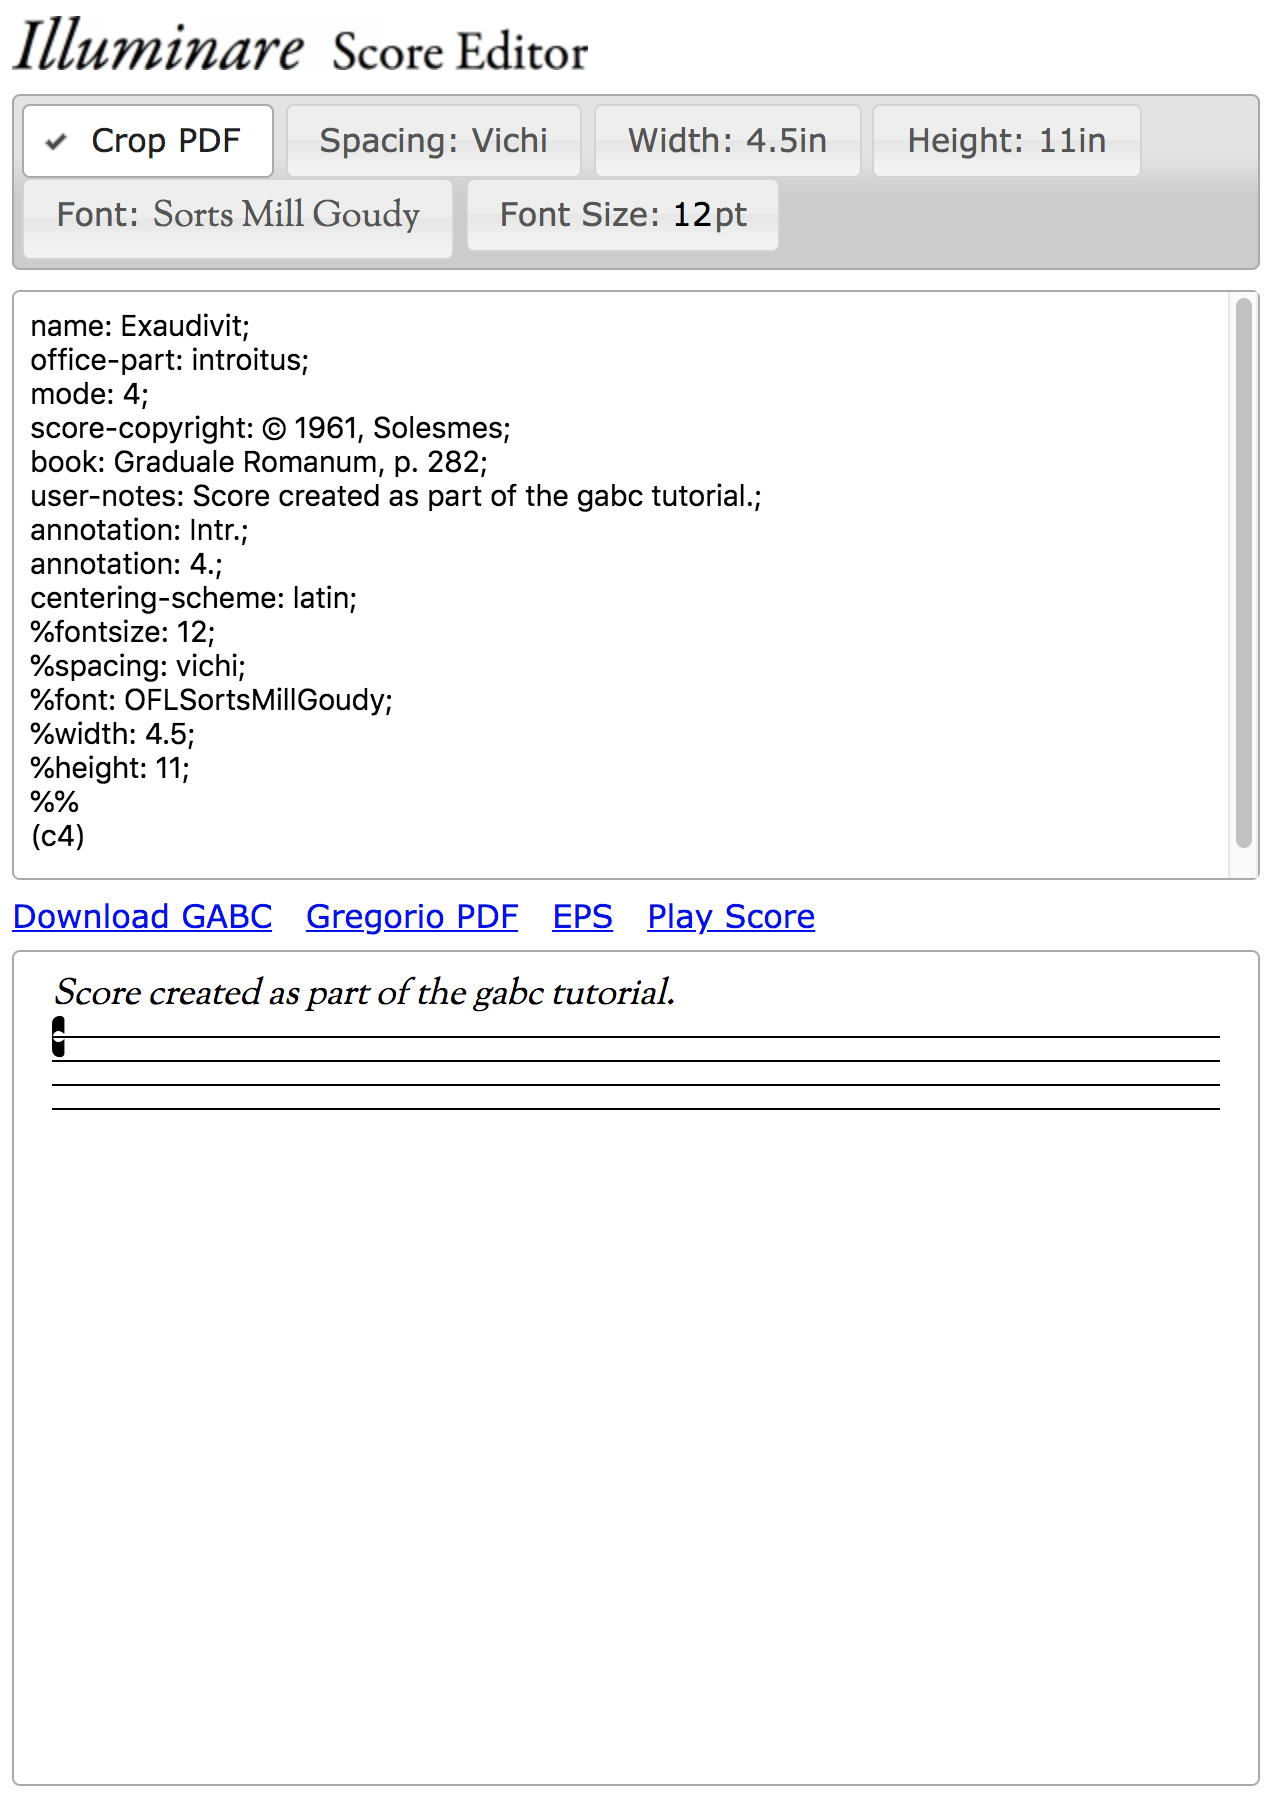 Illuminare Score Editor
✔ Crop PDF Spacing: Vichi Width: 4.5in Height: 11in
Font: Sorts Mill Goudy Font Size: 12pt
name: Exaudivit;
office-part: introitus;
mode: 4;
score-copyright: © 1961, Solesmes;
book: Graduale Romanum, p. 282;
user-notes: Score created as part of the gabc tutorial.;
annotation: Intr.;
annotation: 4.;
centering-scheme: latin;
%fontsize: 12;
%spacing: vichi;
%font: OFLSortsMillGoudy;
%width: 4.5;
%height: 11;
%%
(c4)
Download GABC Gregorio PDF EPS Play Score
Score created as part of the gabc tutorial.